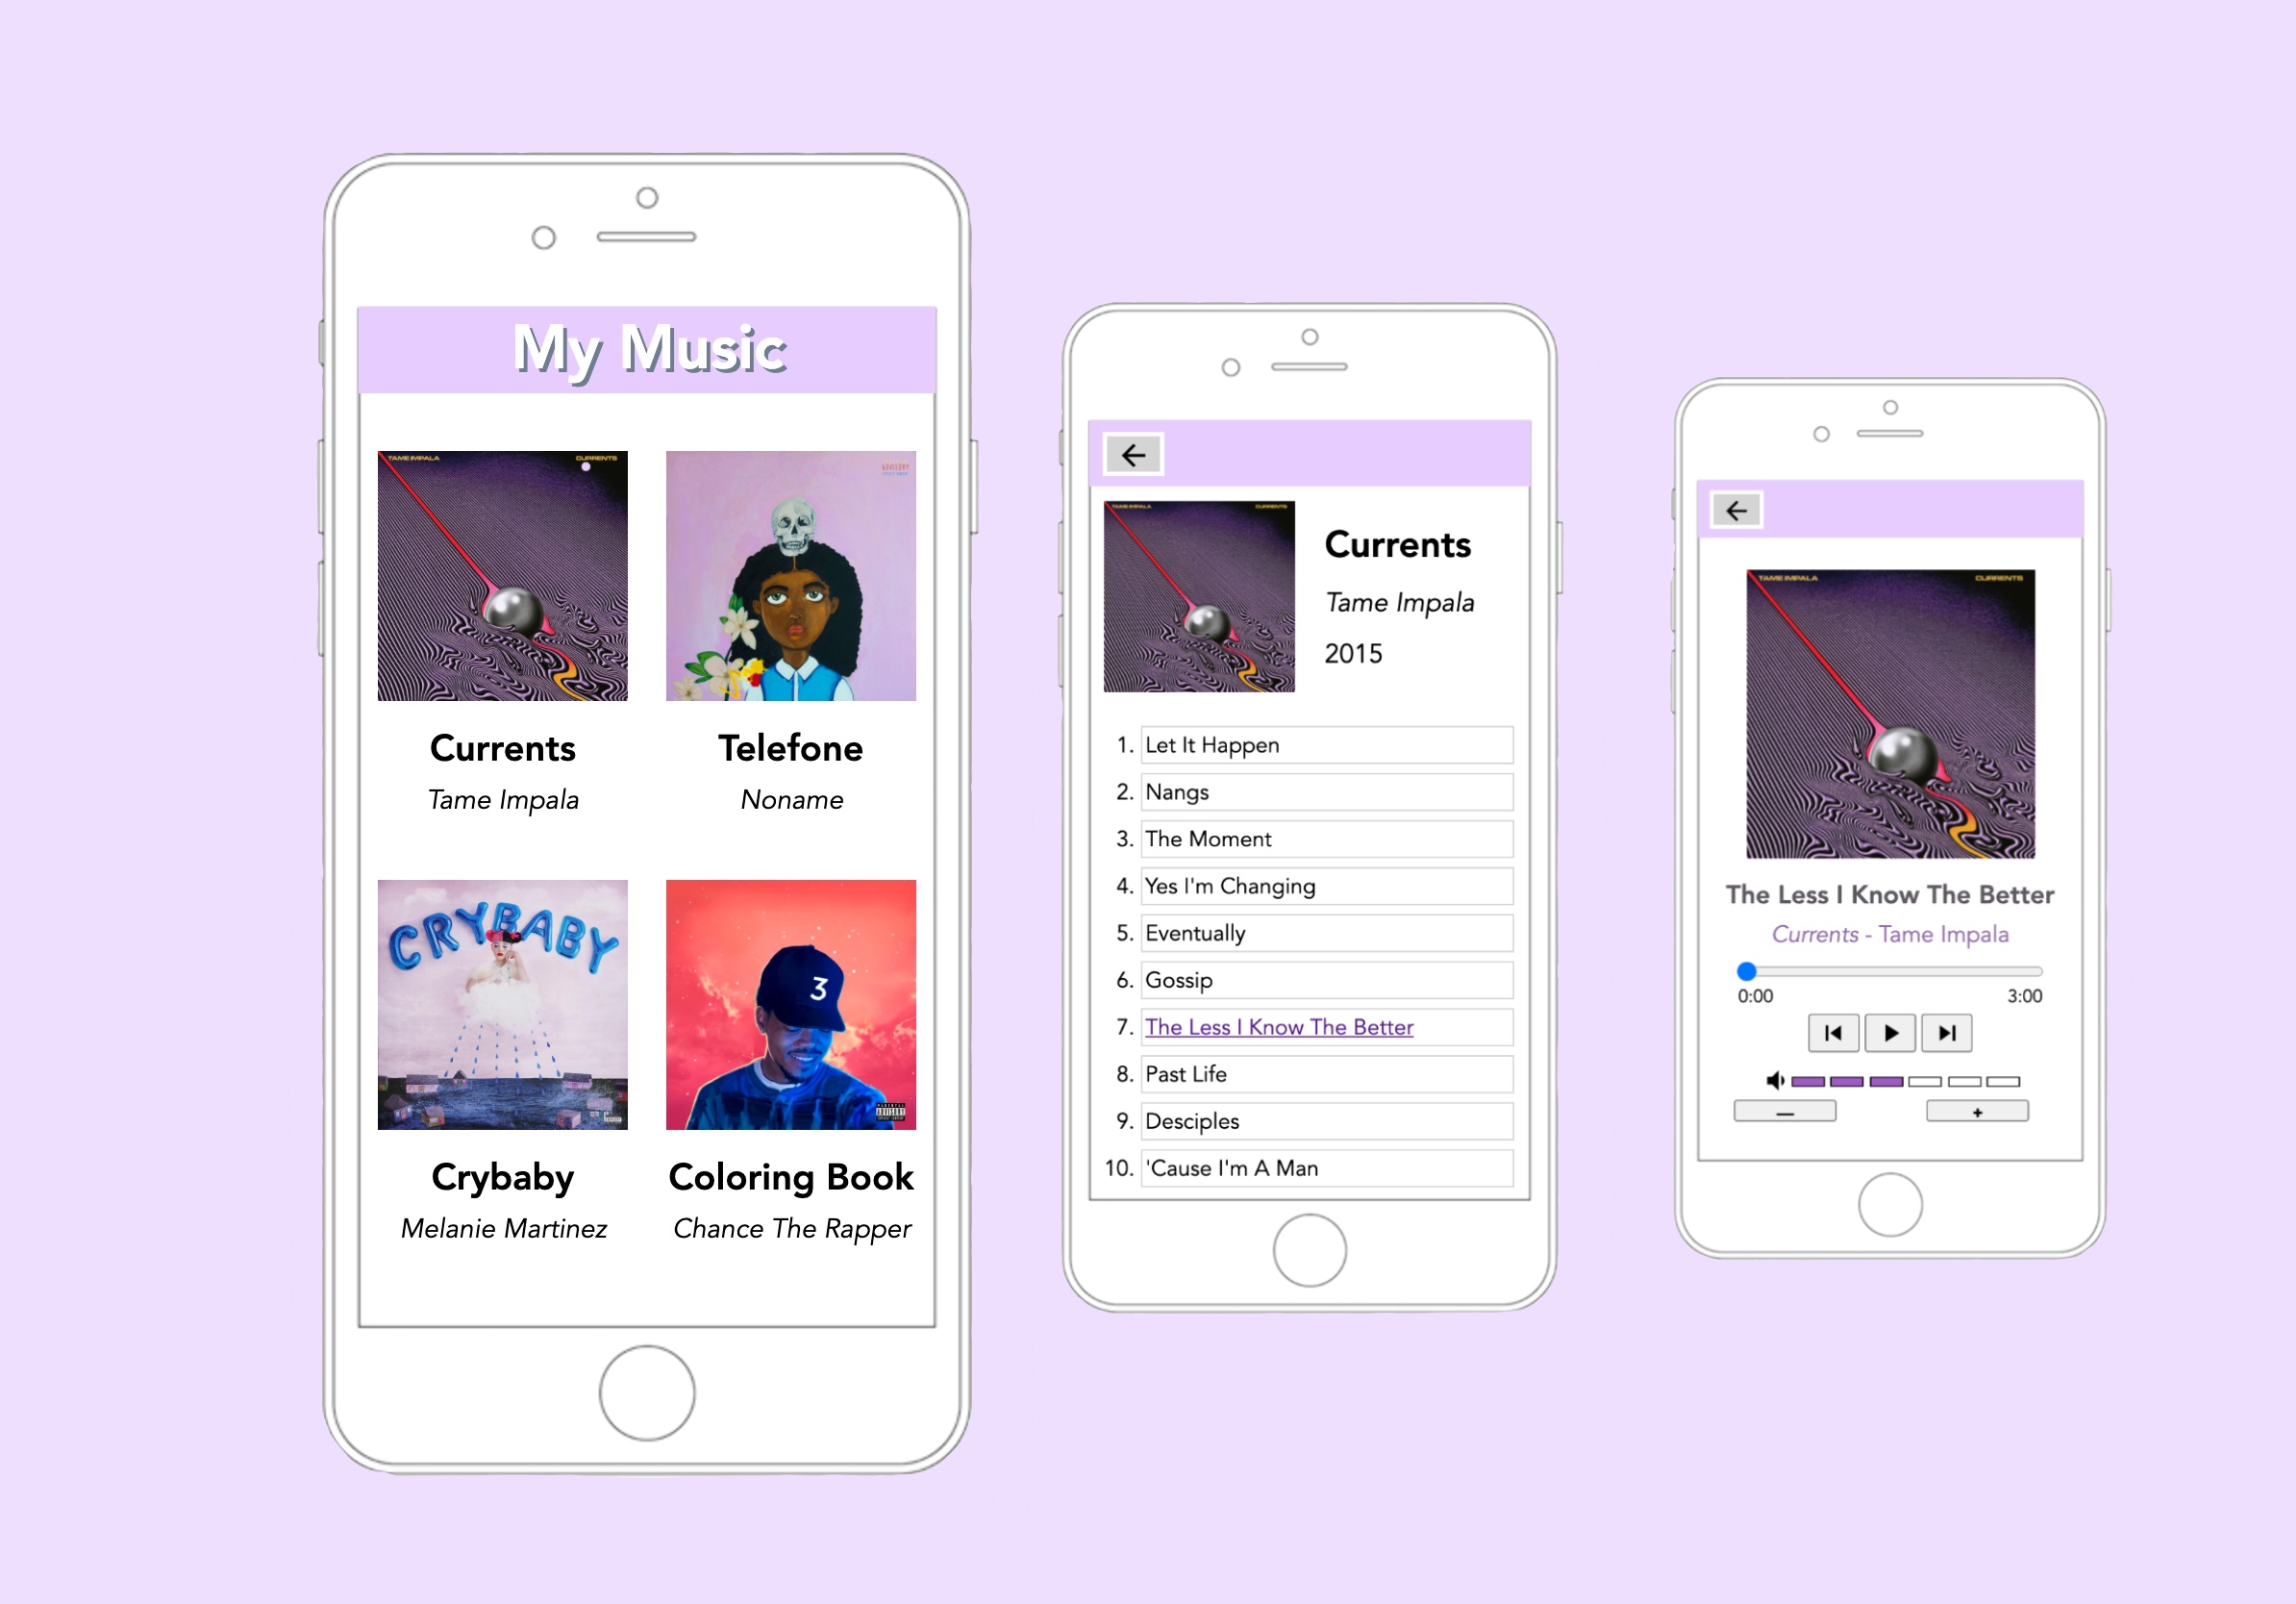 My Music
TAME IMPALA CURRENTS
ADVISORY
Currents
Tame Impala
Telefone
Noname
CRYBABY
3
PARENTAL
ADVISORY
Crybaby
Melanie Martinez
Coloring Book
Chance The Rapper
←
TAME IMPALA CURRENTS
Currents
Tame Impala
2015
1. Let It Happen
2. Nangs
3. The Moment
4. Yes I'm Changing
5. Eventually
6. Gossip
7. The Less I Know The Better
8. Past Life
9. Desciples
10. 'Cause I'm A Man
←
TAME IMPALA CURRENTS
The Less I Know The Better
Currents - Tame Impala
0:00 3:00
— +